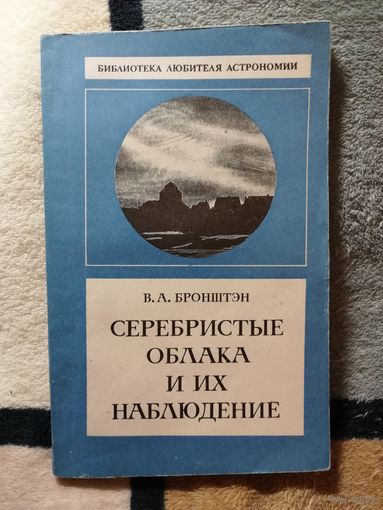 БИБЛИОТЕКА ЛЮБИТЕЛЯ АСТРОНОМИИ
В. А. БРОНШТЭН
СЕРЕБРИСТЫЕ
ОБЛАКА
И ИХ
НАБЛЮДЕНИЕ